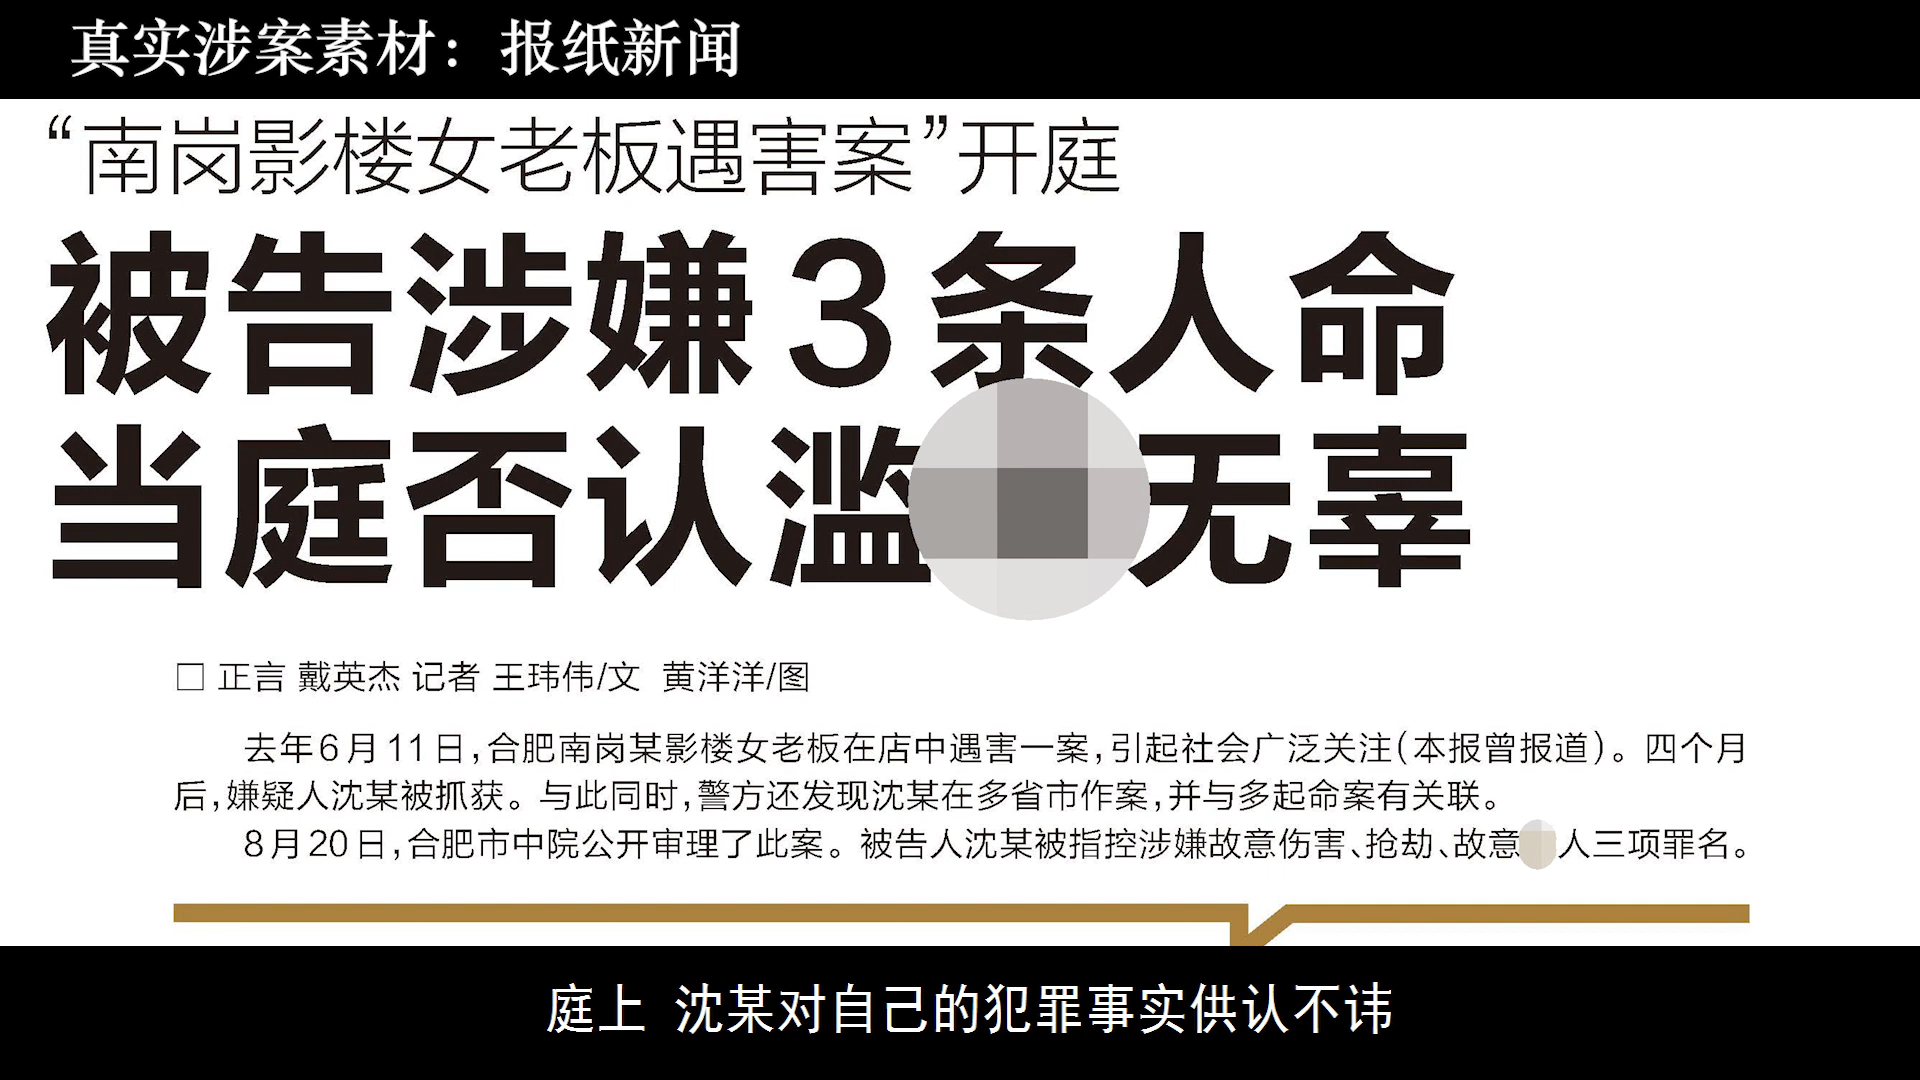 真实涉案素材：报纸新闻
“南岗影楼女老板遇害案”开庭
被告涉嫌3条人命
当庭否认滥 无辜
□ 正言 戴英杰 记者 王玮伟/文 黄洋洋/图
去年6月11日，合肥南岗某影楼女老板在店中遇害一案，引起社会广泛关注（本报曾报道）。四个月
后，嫌疑人沈某被抓获。与此同时，警方还发现沈某在多省市作案，并与多起命案有关联。
8月20日，合肥市中院公开审理了此案。被告人沈某被指控涉嫌故意伤害、抢劫、故意 人三项罪名。
庭上 沈某对自己的犯罪事实供认不讳